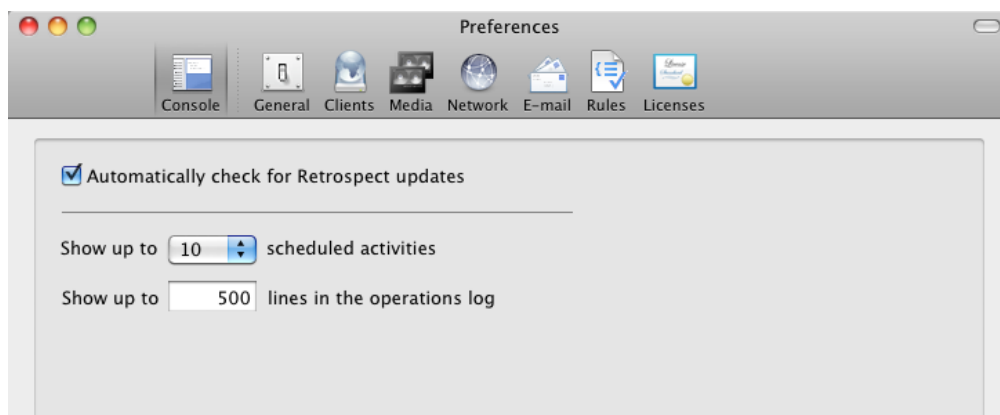 Preferences
Console General Clients Media Network E-mail Rules Licenses
Automatically check for Retrospect updates
Show up to 10 scheduled activities
Show up to 500 lines in the operations log